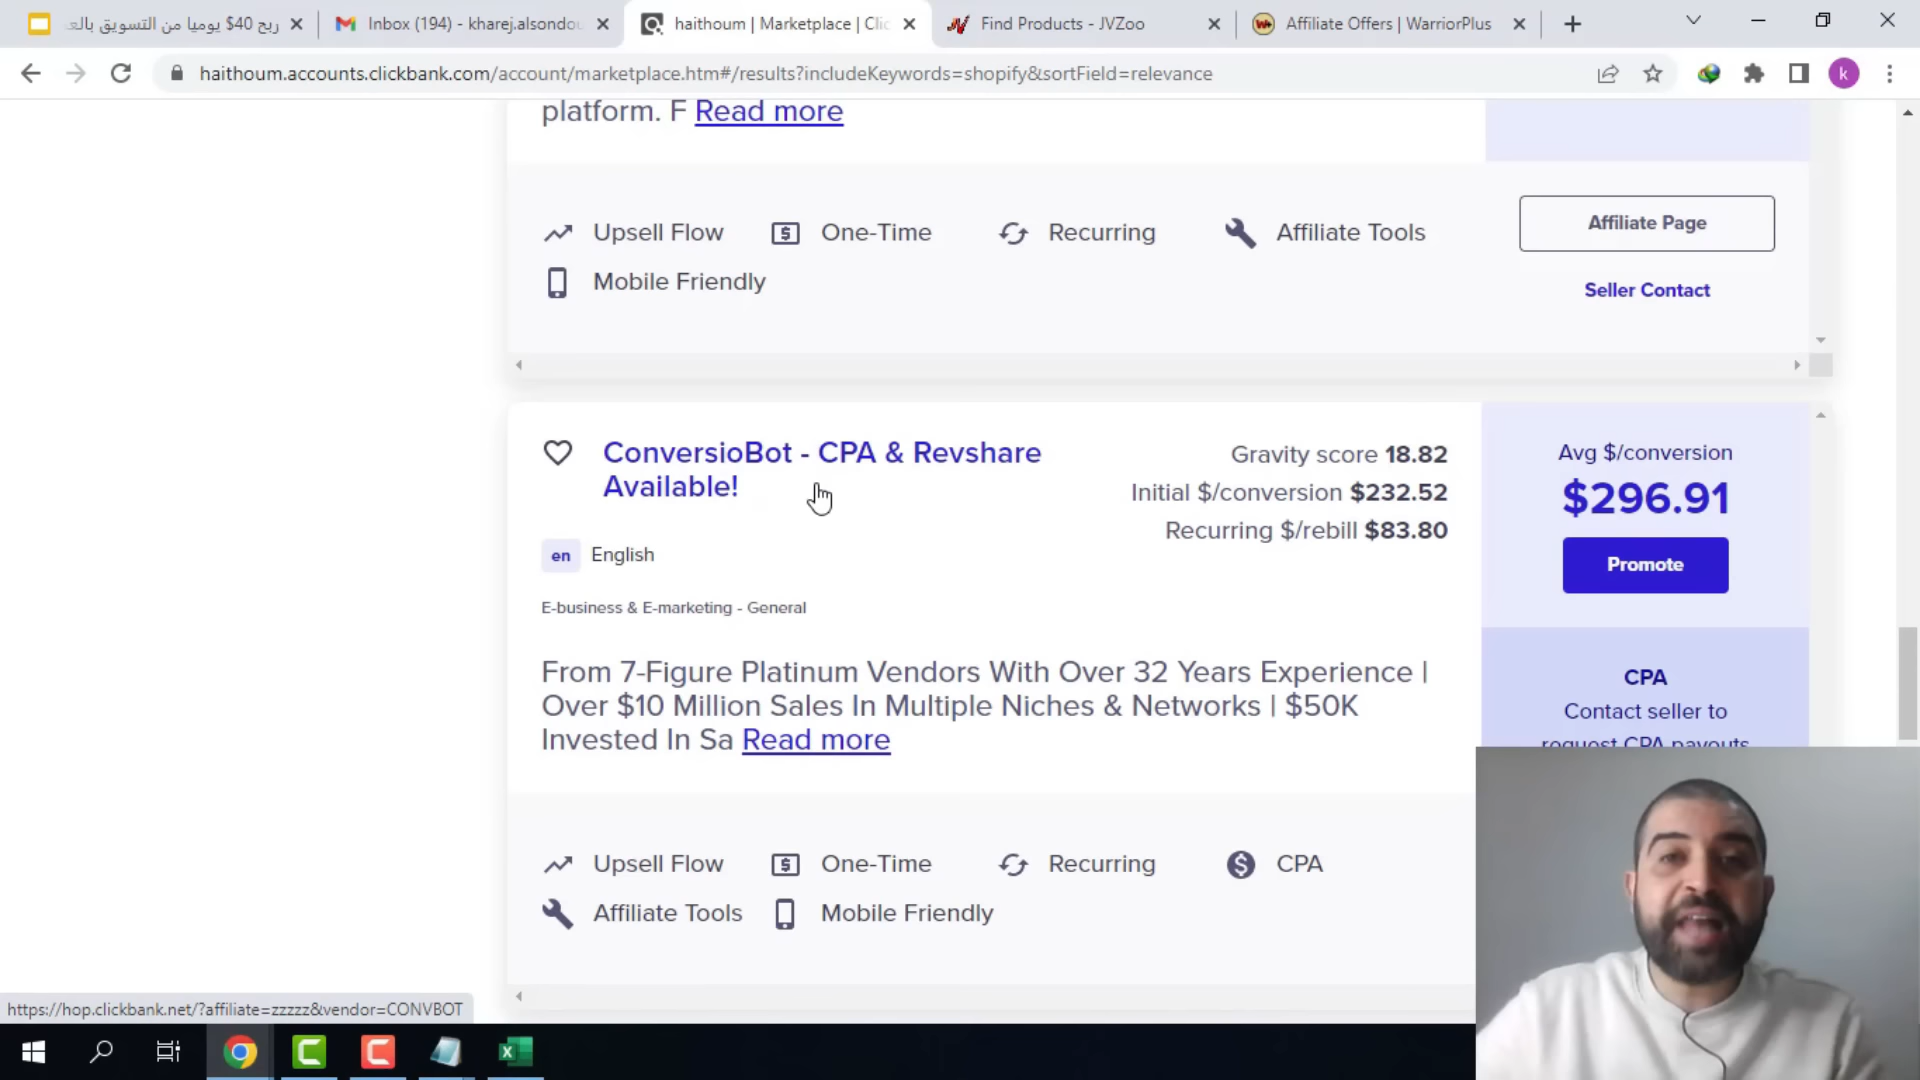 ربح 40$ يوميا من التسويق بالعـ
Inbox (194) - kharej.alsondou
haithoum | Marketplace | Clic
Find Products - JVZoo
Affiliate Offers | WarriorPlus
haithoum.accounts.clickbank.com/account/marketplace.htm#/results?includeKeywords=shopify&sortField=relevance
k
platform. F Read more
Upsell Flow
One-Time
Recurring
Affiliate Tools
Mobile Friendly
Affiliate Page
Seller Contact
ConversioBot - CPA & Revshare
Available!
Gravity score 18.82
Initial $/conversion $232.52
Recurring $/rebill $83.80
Avg $/conversion
$296.91
Promote
en English
E-business & E-marketing - General
From 7-Figure Platinum Vendors With Over 32 Years Experience |
Over $10 Million Sales In Multiple Niches & Networks | $50K
Invested In Sa Read more
CPA
Contact seller to
request CPA payouts
Upsell Flow
One-Time
Recurring
CPA
Affiliate Tools
Mobile Friendly
https://hop.clickbank.net/?affiliate=zzzzz&vendor=CONVBOT